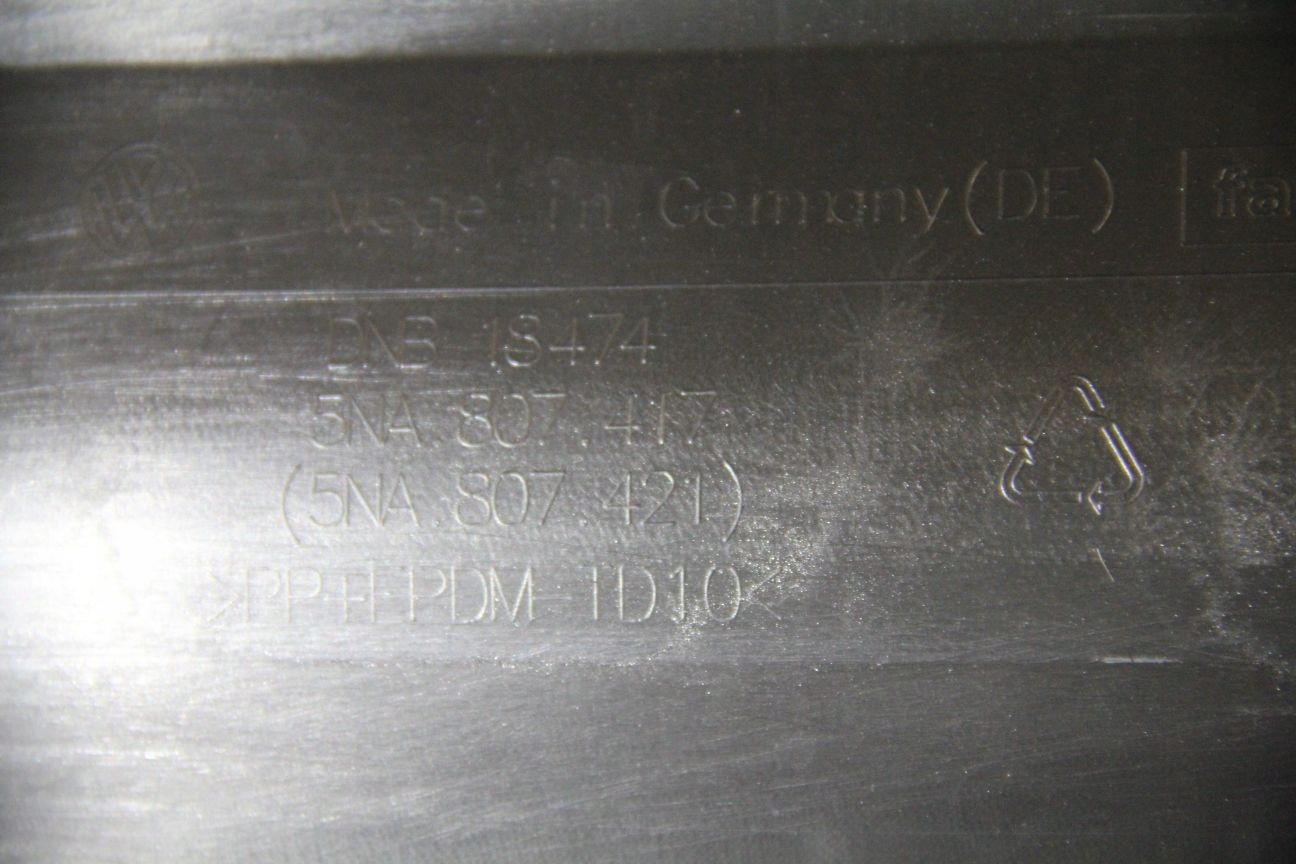 Made in Germany (DE)
DNB 18474
5NA.807.417
(5NA.807.421)
>PP+EPDM-TD10<